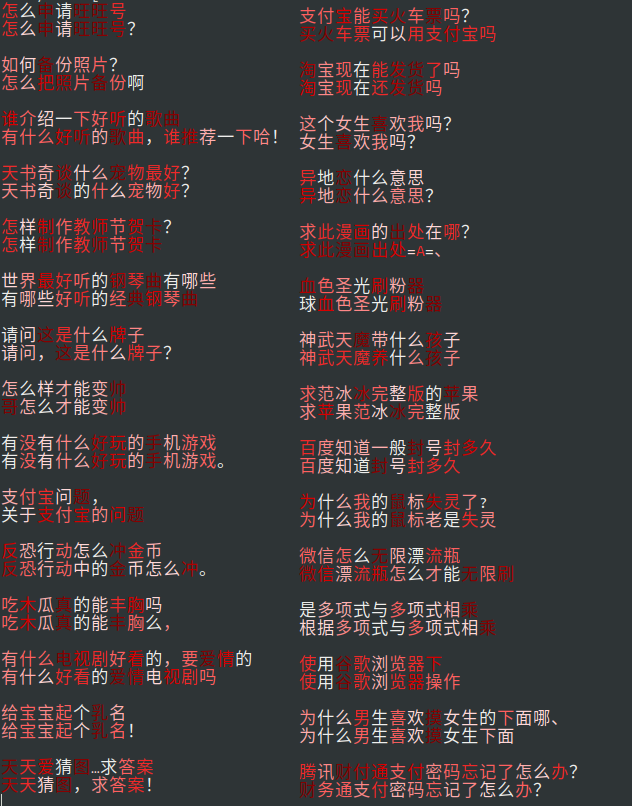 怎么申请旺旺号
怎么申请旺旺号?
如何备份照片?
怎么把照片备份啊
谁介绍一下好听的歌曲
有什么好听的歌曲,谁推荐一下哈!
天书奇谈什么宠物最好?
天书奇谈的什么宠物好?
怎样制作教师节贺卡?
怎样制作教师节贺卡
世界最好听的钢琴曲有哪些
有哪些好听的经典钢琴曲
请问这是什么牌子
请问,这是什么牌子?
怎么样才能变帅
哥怎么才能变帅
有没有什么好玩的手机游戏
有没有什么好玩的手机游戏。
支付宝问题,
关于支付宝的问题
反恐行动怎么冲金币
反恐行动中的金币怎么冲。
吃木瓜真的能丰胸吗
吃木瓜真的能丰胸么,
有什么电视剧好看的,要爱情的
有什么好看的爱情电视剧吗
给宝宝起个乳名
给宝宝起个乳名!
天天爱猜图…求答案
天天猜图,求答案!
支付宝能买火车票吗?
买火车票可以用支付宝吗
淘宝现在能发货了吗
淘宝现在还发货吗
这个女生喜欢我吗?
女生喜欢我吗?
异地恋什么意思
异地恋什么意思?
求此漫画的出处在哪?
求此漫画出处=A=、
血色圣光刷粉器
球血色圣光刷粉器
神武天魔带什么孩子
神武天魔养什么孩子
求范冰冰完整版的苹果
求苹果范冰冰完整版
百度知道一般封号封多久
百度知道封号封多久
为什么我的鼠标失灵了?
为什么我的鼠标老是失灵
微信怎么无限漂流瓶
微信漂流瓶怎么才能无限刷
是多项式与多项式相乘
根据多项式与多项式相乘
使用谷歌浏览器下
使用谷歌浏览器操作
为什么男生喜欢摸女生的下面哪、
为什么男生喜欢摸女生下面
腾讯财付通支付密码忘记了怎么办?
财务通支付密码忘记了怎么办?